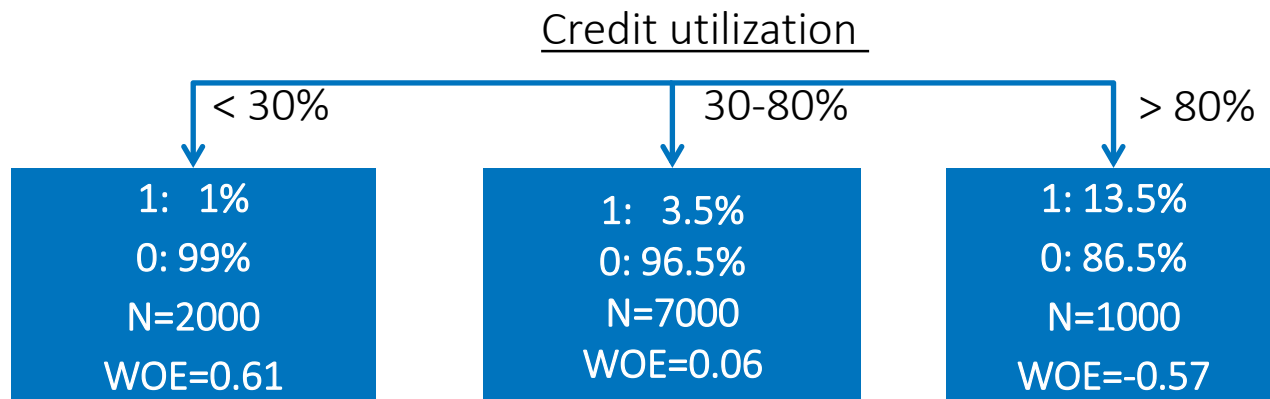 Credit utilization
< 30%
30-80%
> 80%
1: 1%
0: 99%
N=2000
WOE=0.61
1: 3.5%
0: 96.5%
N=7000
WOE=0.06
1: 13.5%
0: 86.5%
N=1000
WOE=-0.57